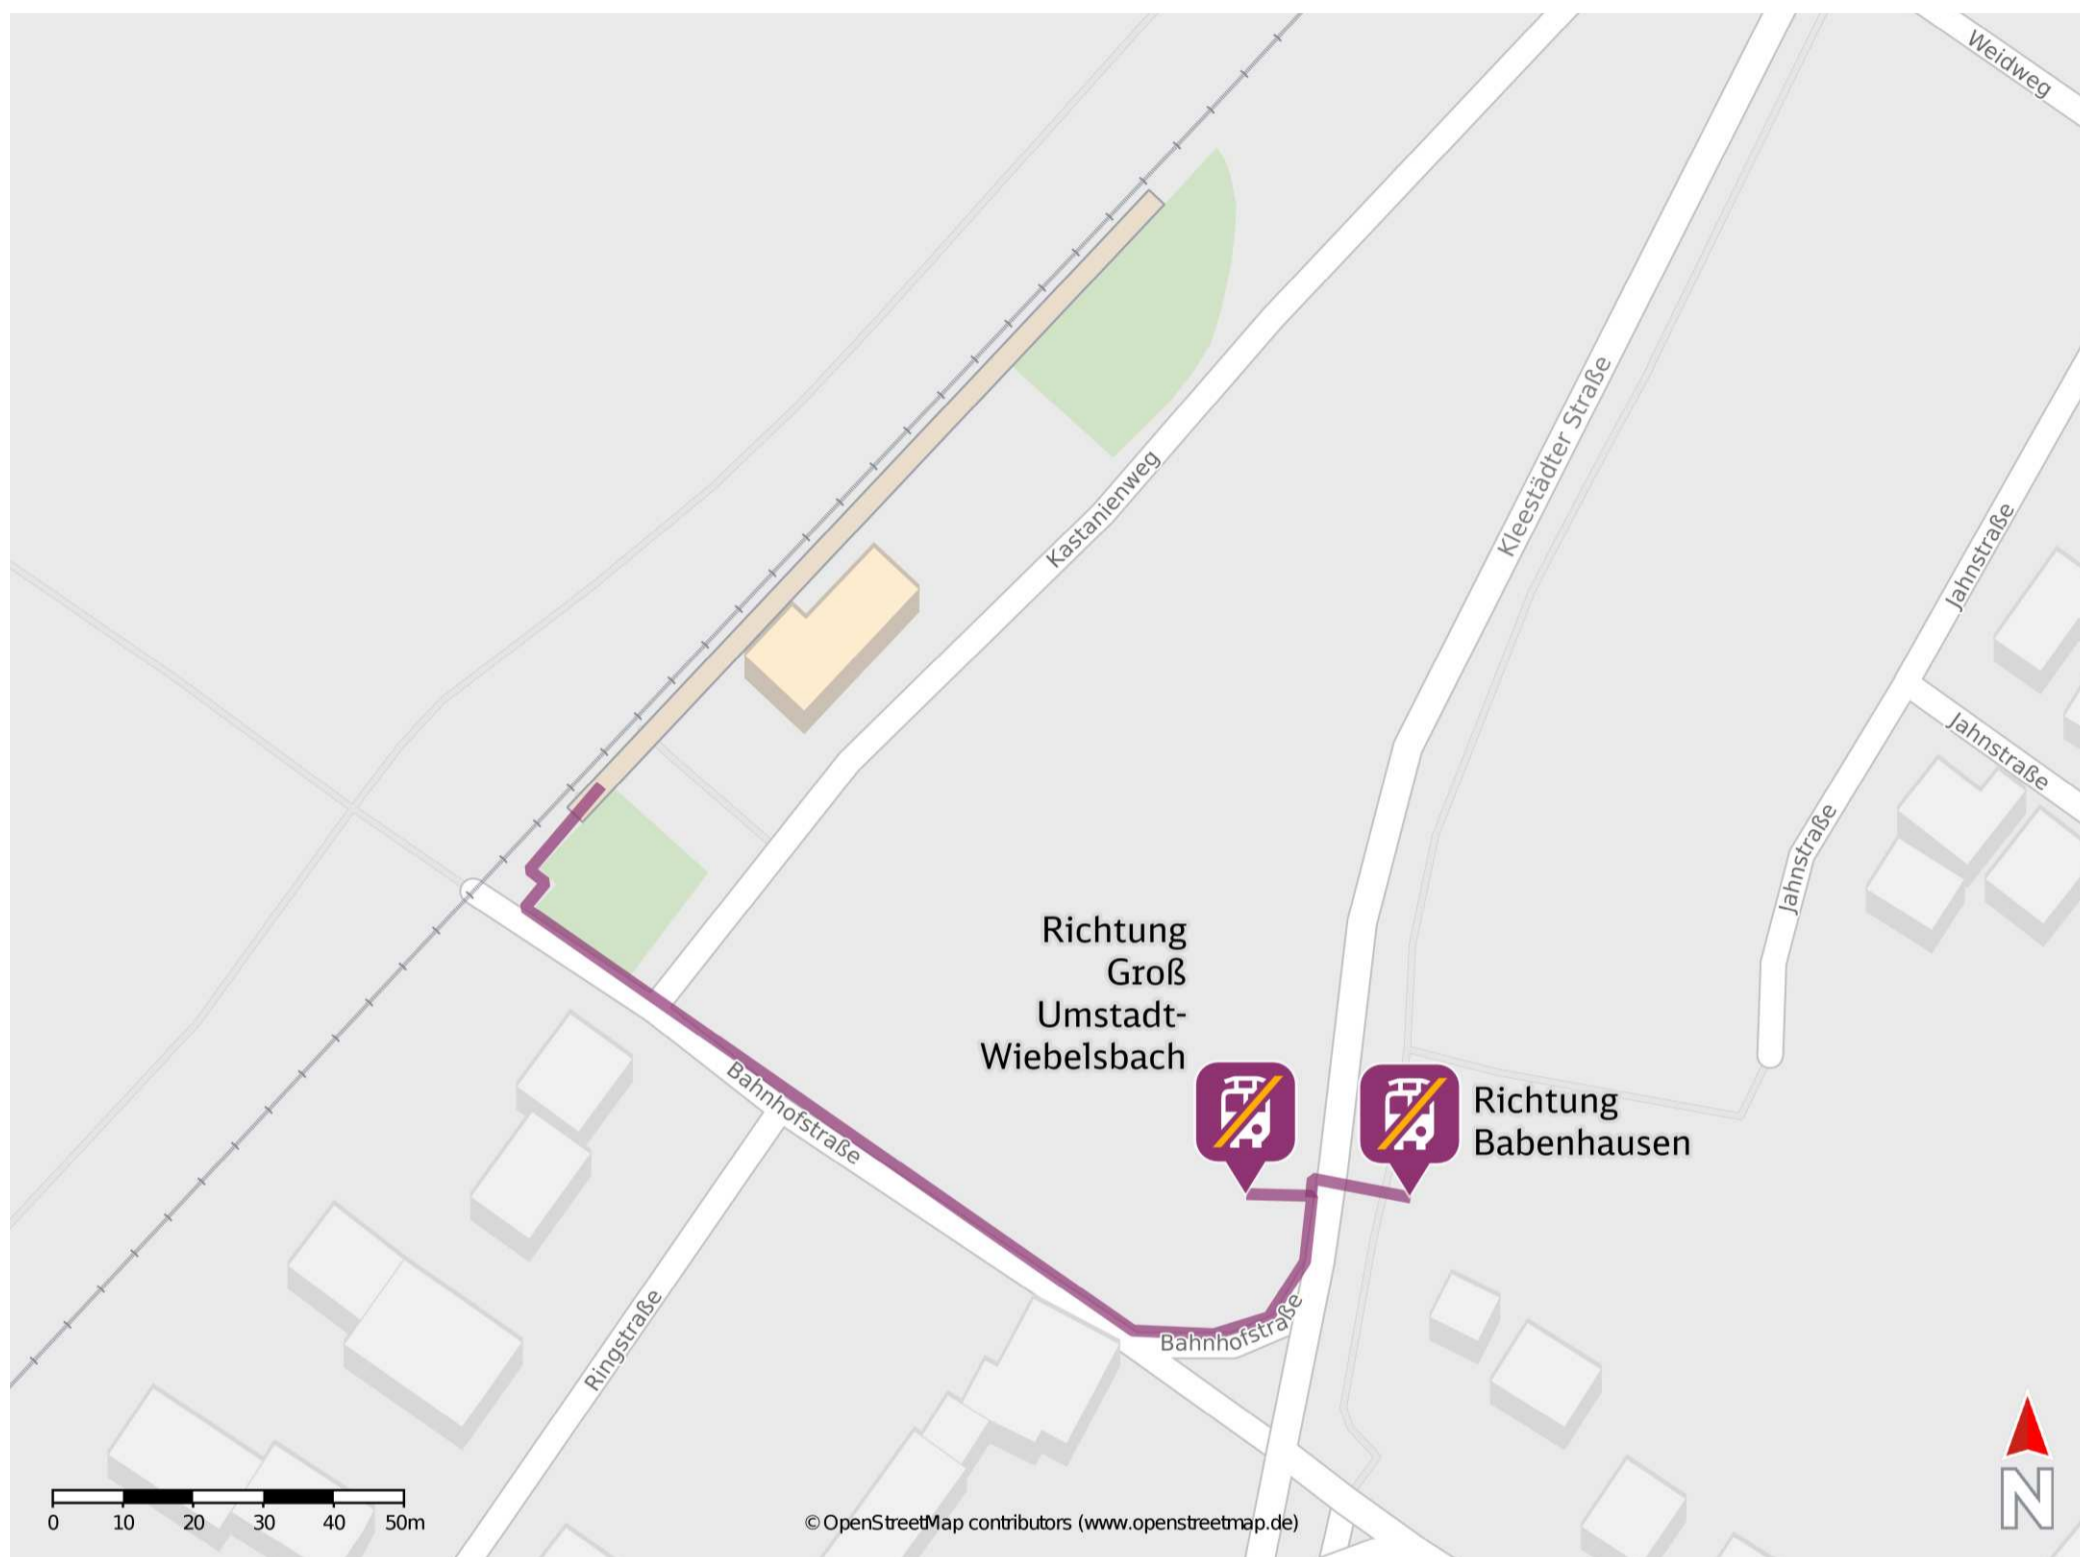 Weidweg
Kleestädter Straße
Kastanienweg
Jahnstraße
Jahnstraße
Jahnstraße
Richtung
Groß
Umstadt-
Wiebelsbach
Richtung
Babenhausen
Bahnhofstraße
Bahnhofstraße
Ringstraße
N
0 10 20 30 40 50m
© OpenStreetMap contributors (www.openstreetmap.de)